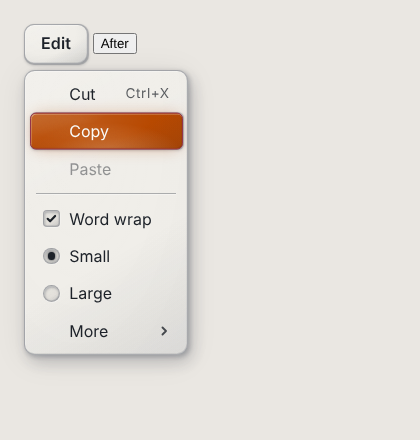 Edit After
Cut Ctrl+X
Copy
Paste
Word wrap
Small
Large
More